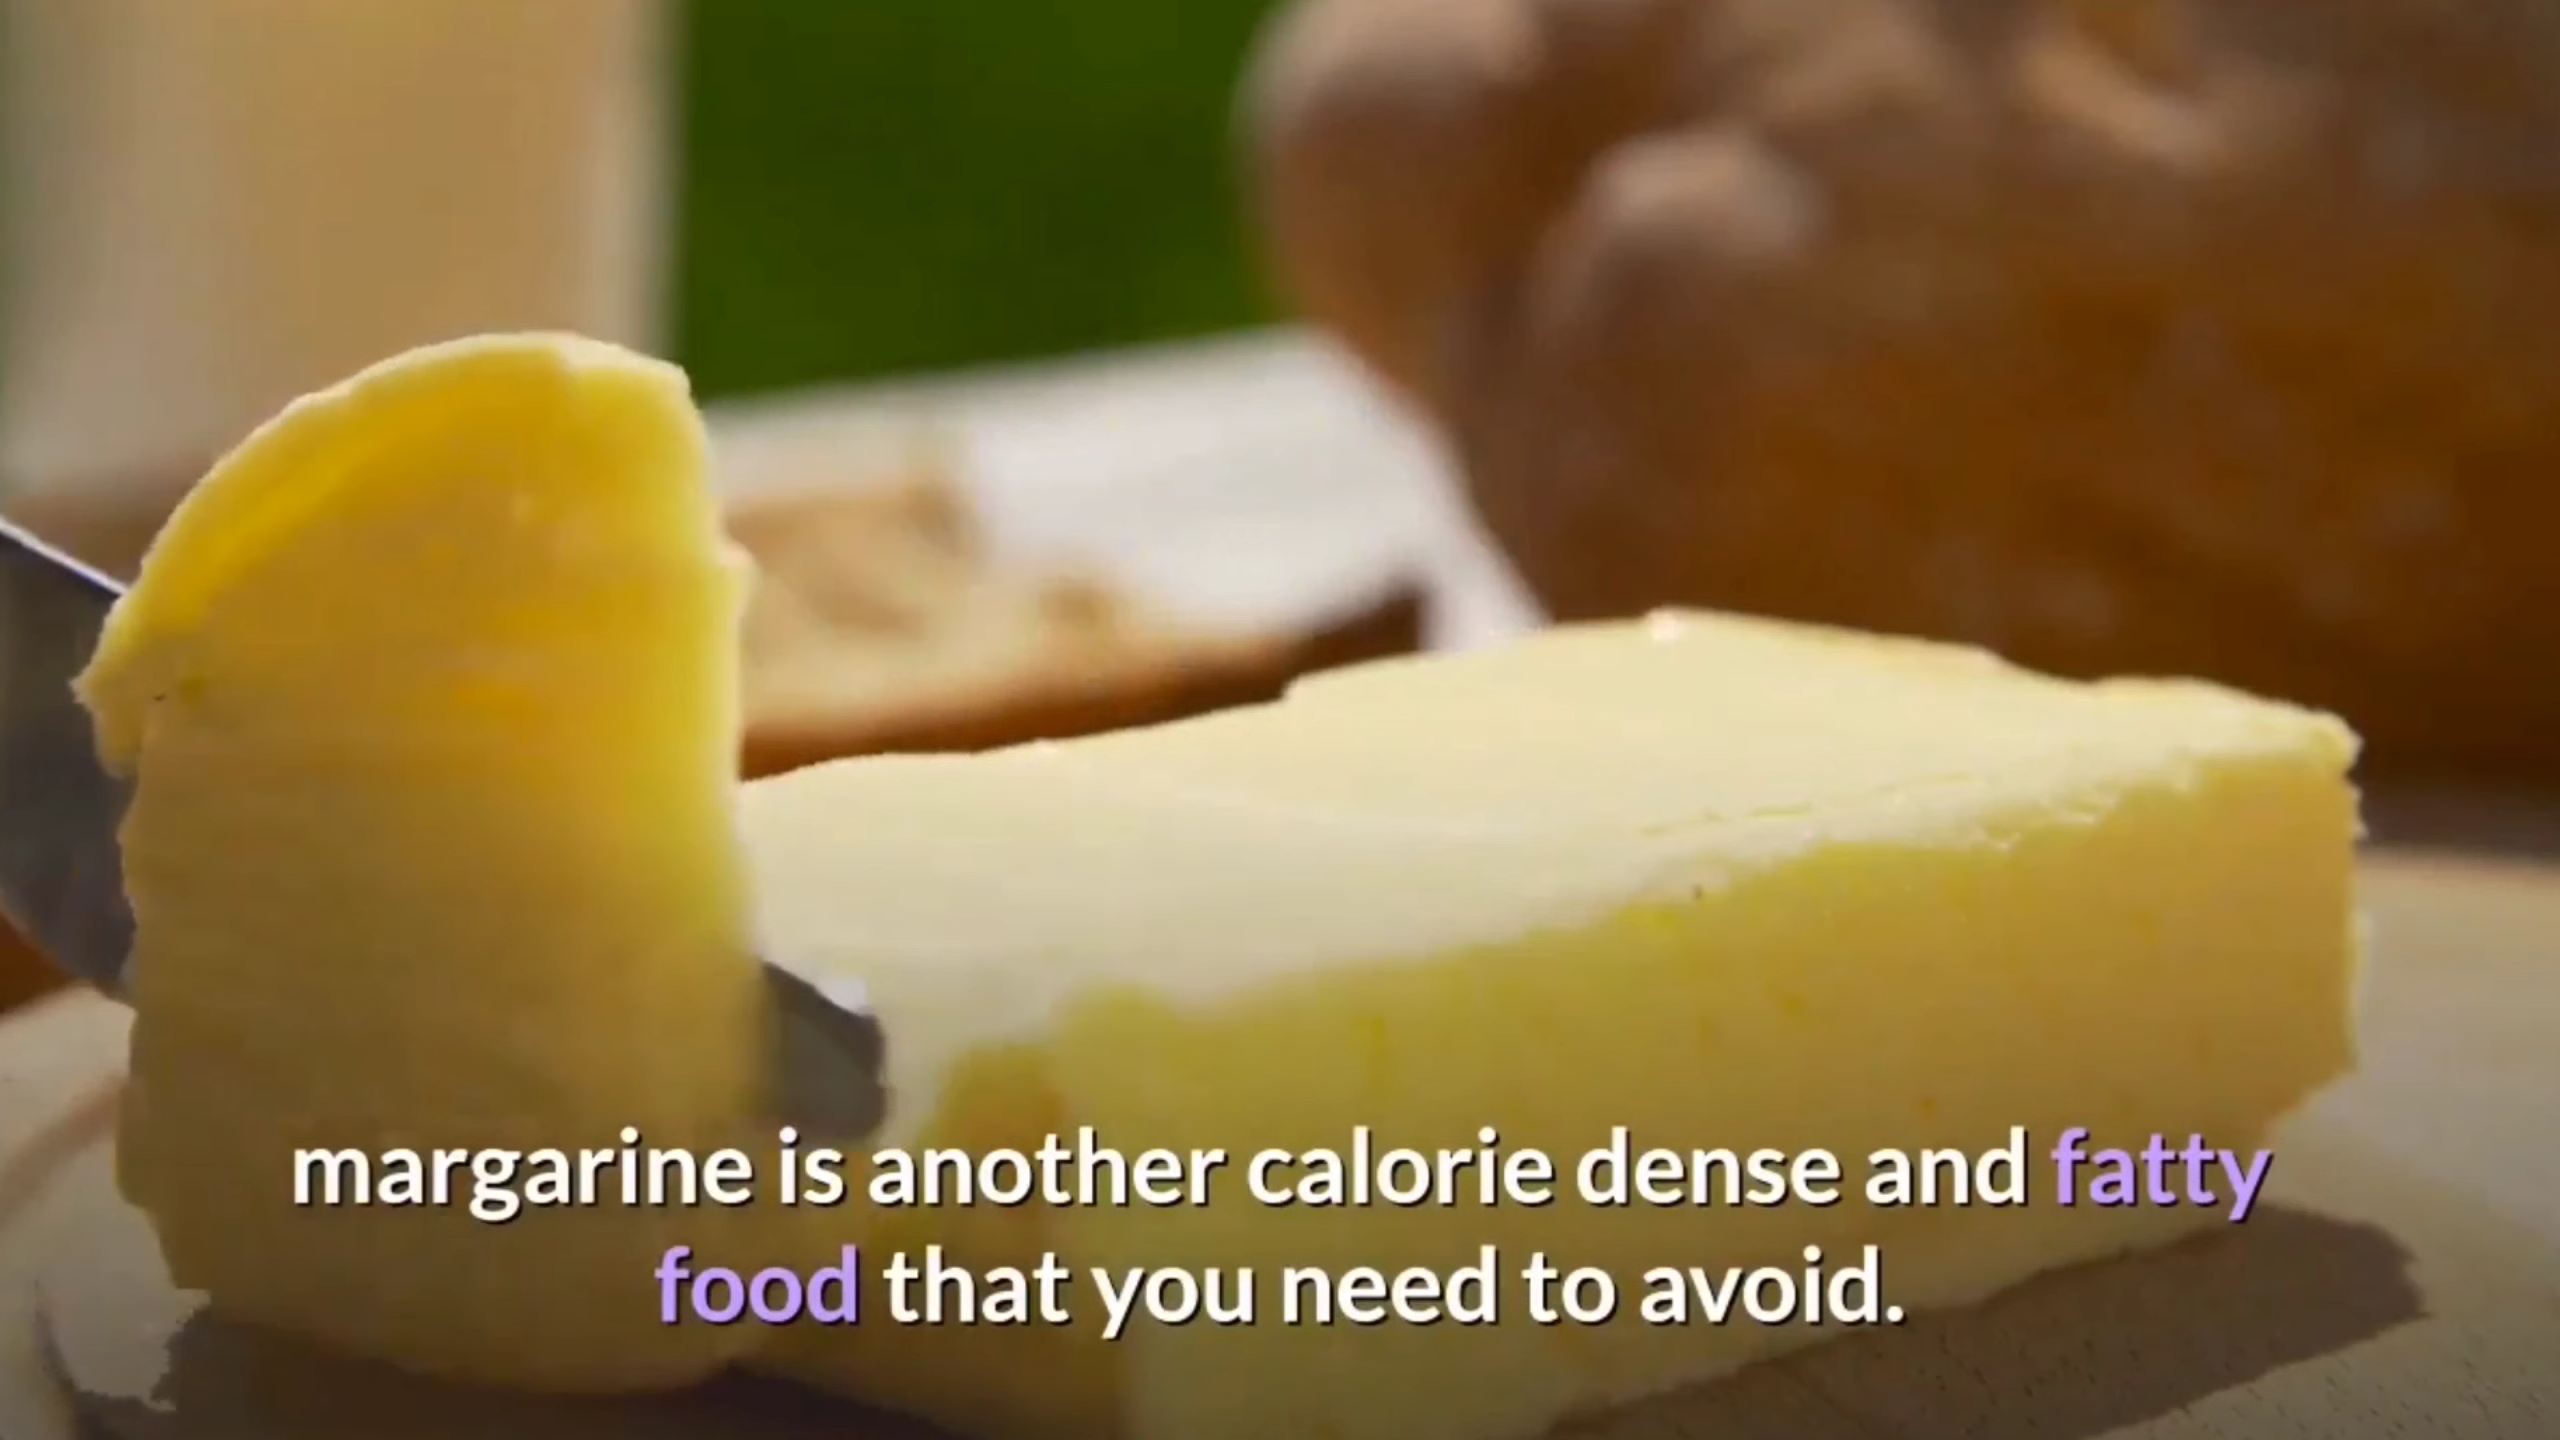 margarine is another calorie dense and fatty
food that you need to avoid.